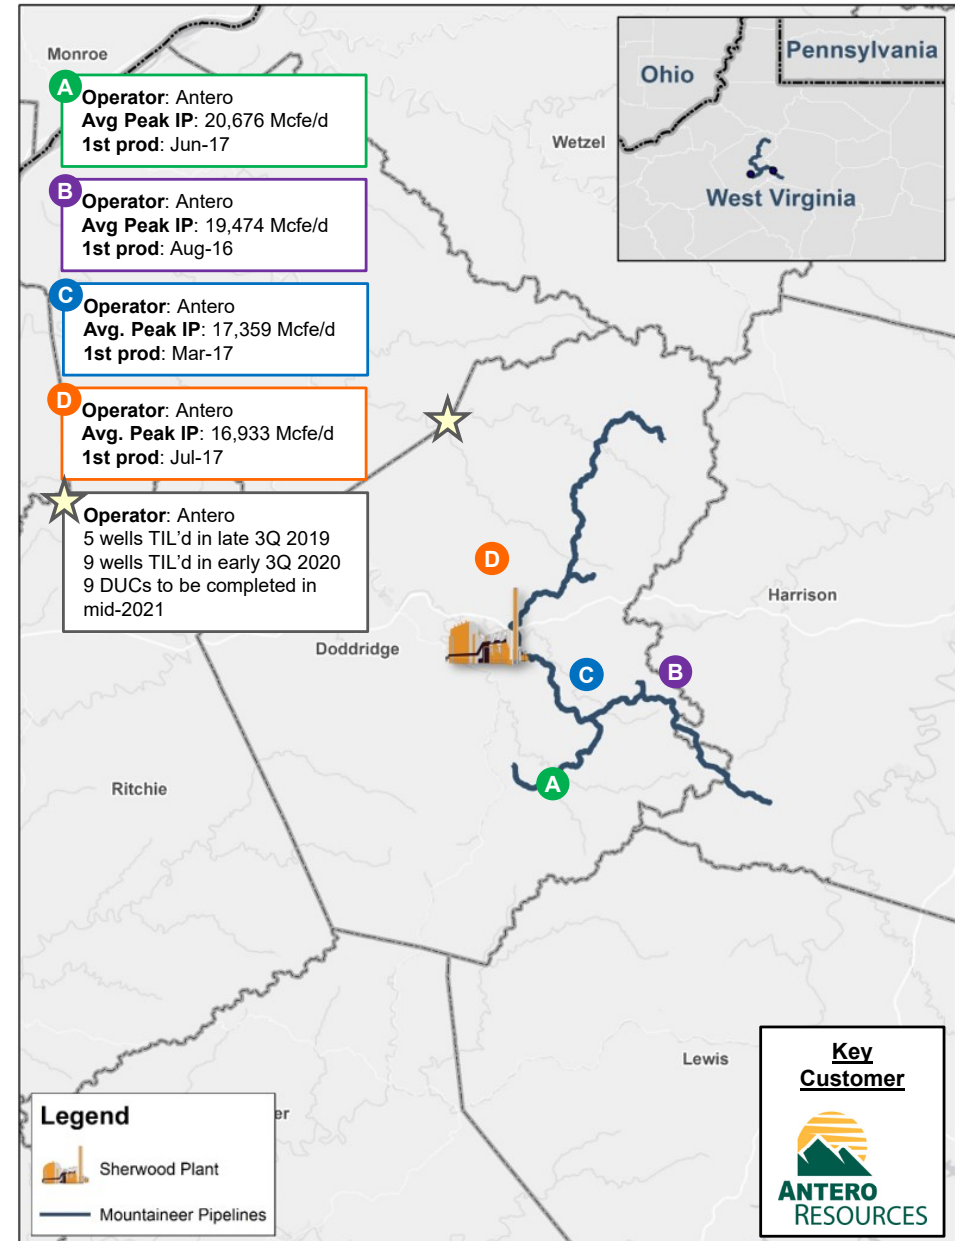 Monroe
A
Operator: Antero
Avg Peak IP: 20,676 Mcfe/d
1st prod: Jun-17
B
Operator: Antero
Avg Peak IP: 19,474 Mcfe/d
1st prod: Aug-16
C
Operator: Antero
Avg. Peak IP: 17,359 Mcfe/d
1st prod: Mar-17
D
Operator: Antero
Avg. Peak IP: 16,933 Mcfe/d
1st prod: Jul-17
Operator: Antero
5 wells TIL’d in late 3Q 2019
9 wells TIL’d in early 3Q 2020
9 DUCs to be completed in
mid-2021
Ohio
Pennsylvania
West Virginia
Wetzel
D
Harrison
Doddridge
C
B
A
Ritchie
Lewis
er
Legend
Sherwood Plant
Mountaineer Pipelines
Key
Customer
ANTERO
RESOURCES